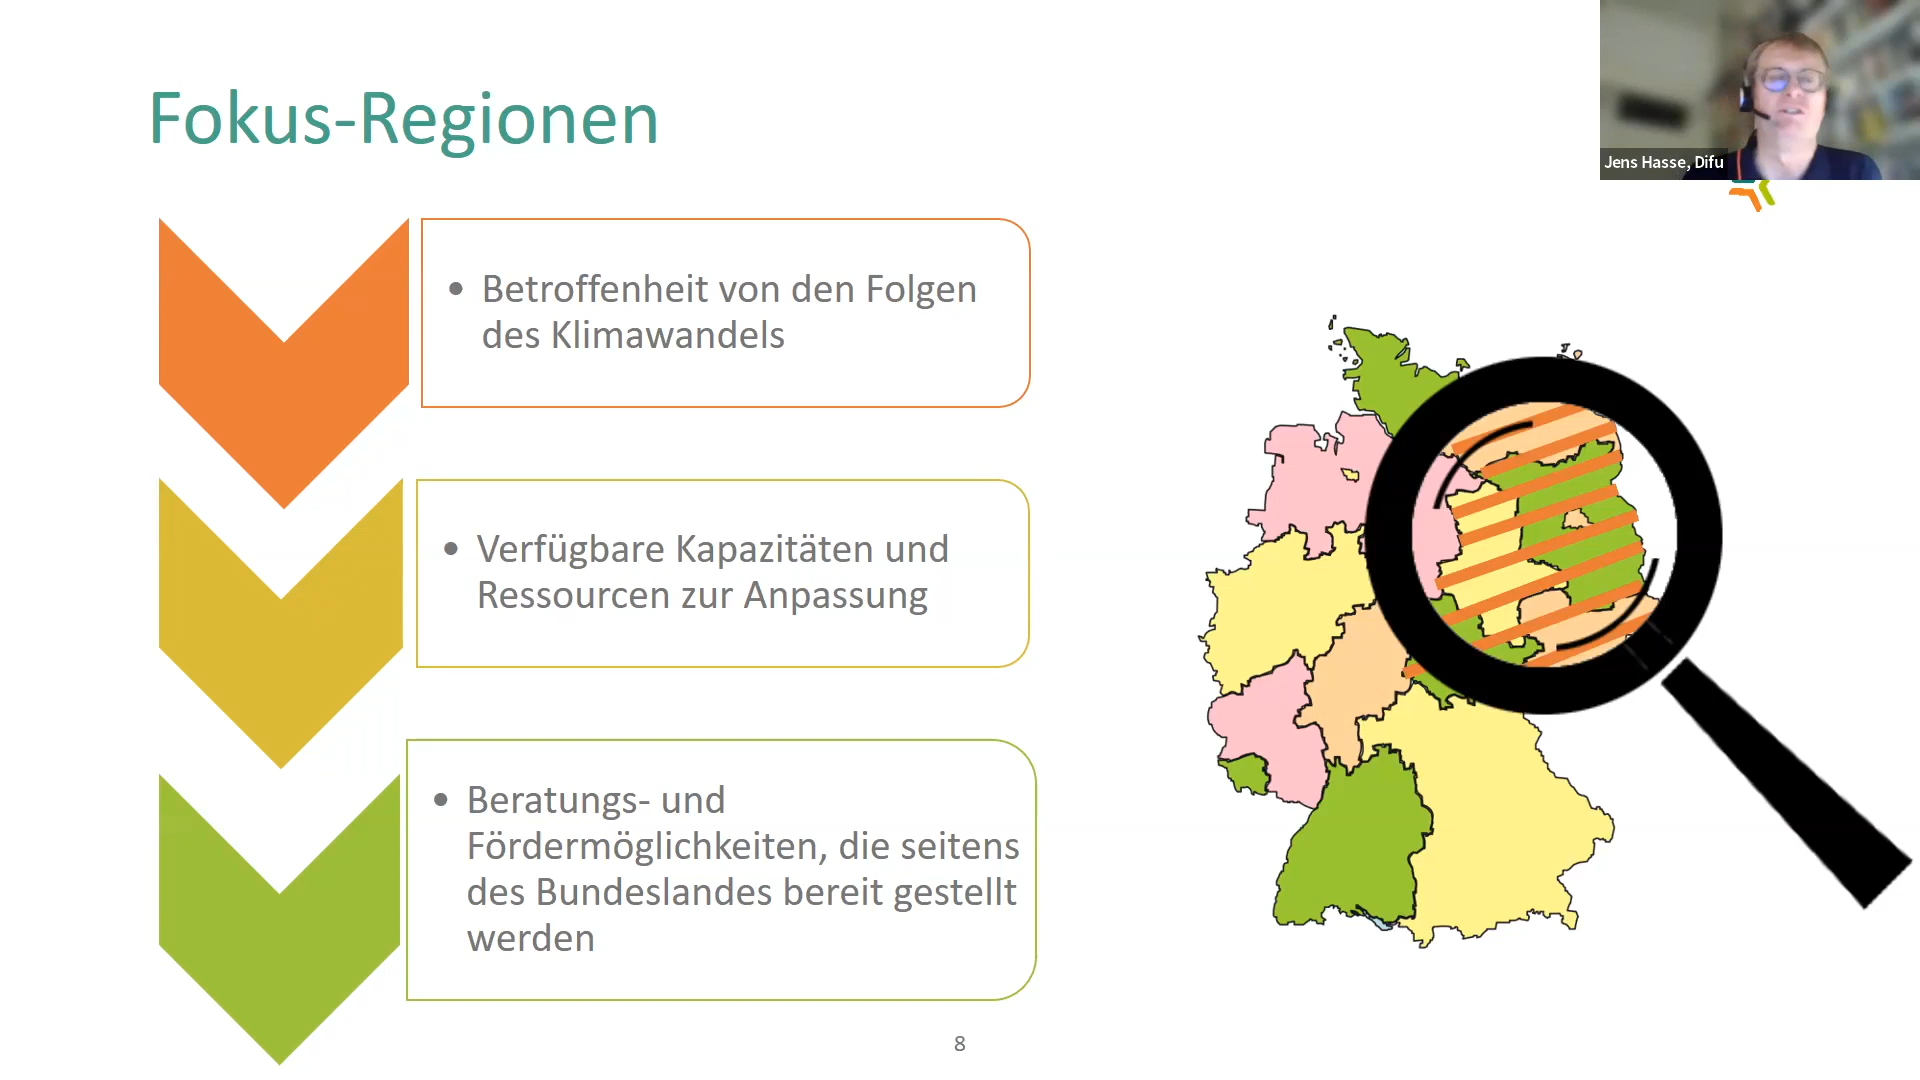 Fokus-Regionen
Jens Hasse, Difu
• Betroffenheit von den Folgen
des Klimawandels
• Verfügbare Kapazitäten und
Ressourcen zur Anpassung
• Beratungs- und
Fördermöglichkeiten, die seitens
des Bundeslandes bereit gestellt
werden
8